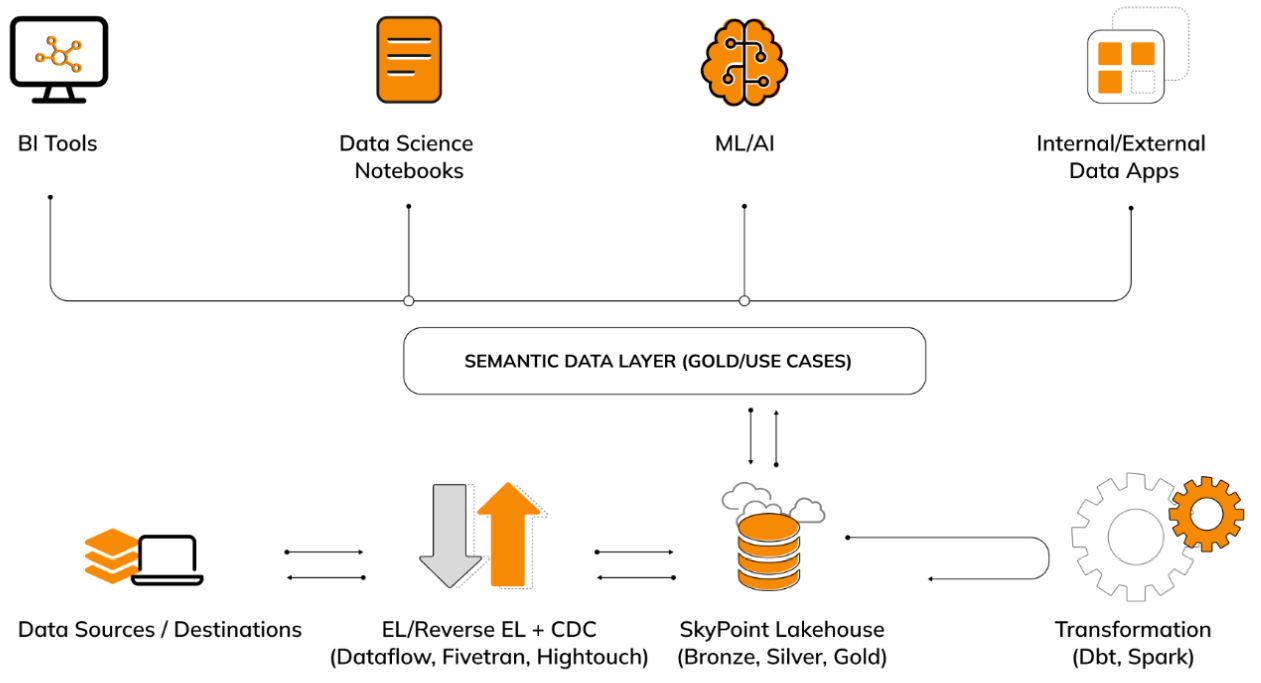 BI Tools
Data Science
Notebooks
ML/AI
Internal/External
Data Apps
SEMANTIC DATA LAYER (GOLD/USE CASES)
Data Sources / Destinations
EL/Reverse EL + CDC
(Dataflow, Fivetran, Hightouch)
SkyPoint Lakehouse
(Bronze, Silver, Gold)
Transformation
(Dbt, Spark)